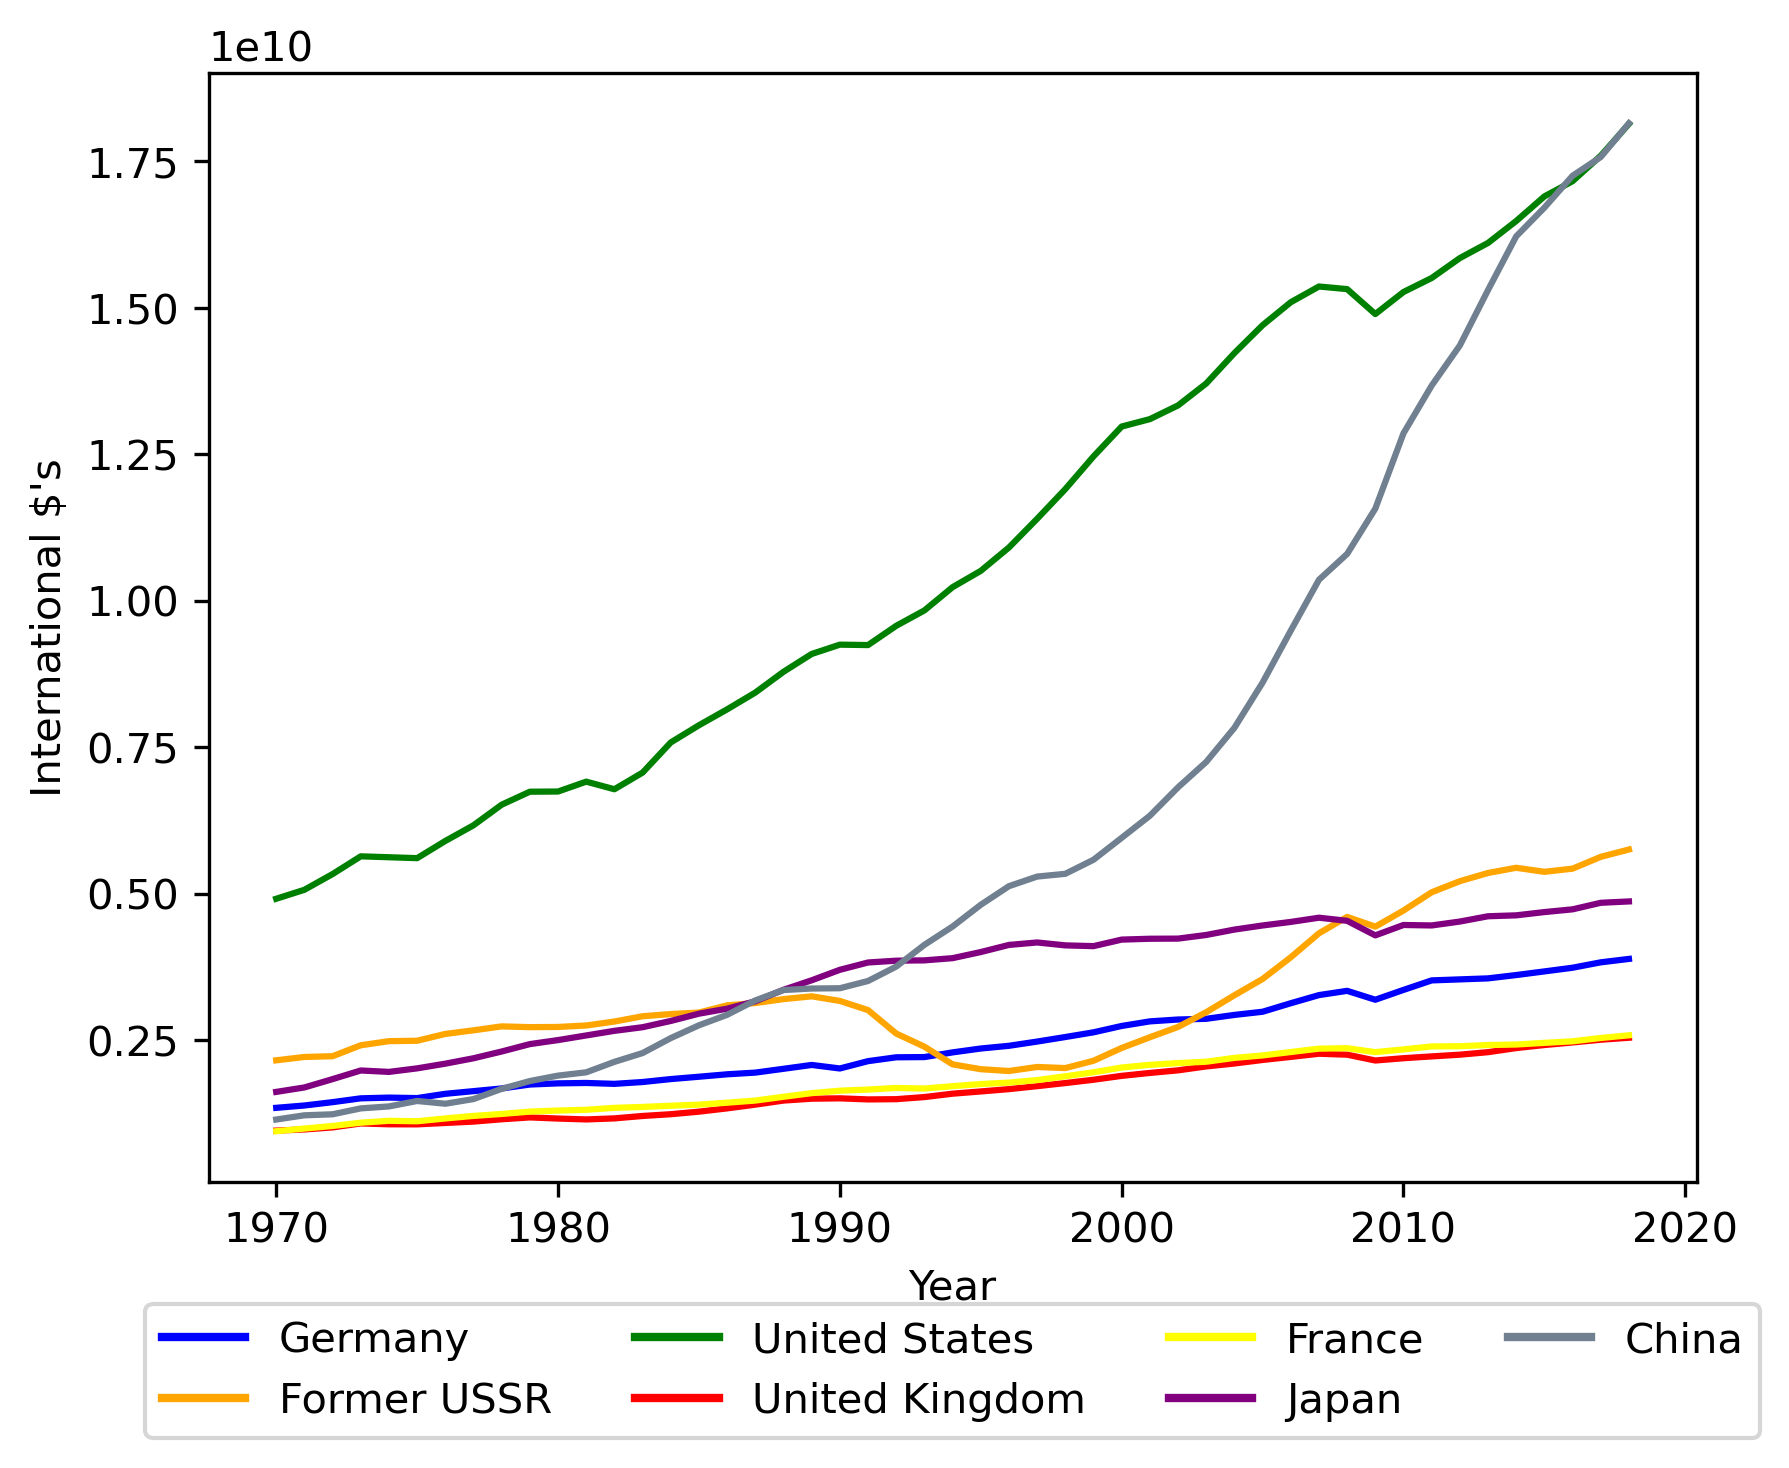 1e10
1.75
1.50
1.25
1.00
0.75
0.50
0.25
International $'s
1970 1980 1990 2000 2010 2020
Year
Germany United States France China
Former USSR United Kingdom Japan